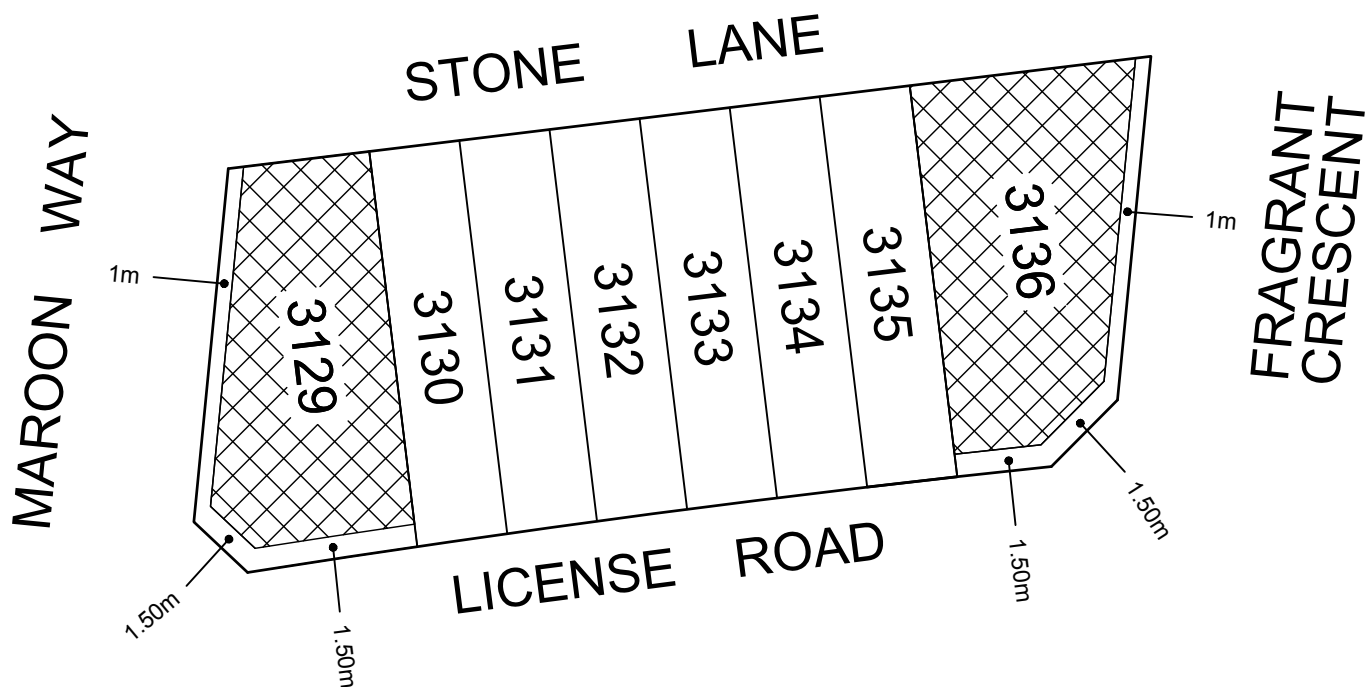 STONE LANE
MAROON WAY
FRAGRANT
CRESCENT
1m
1m
3129
3130
3131
3132
3133
3134
3135
3136
1.50m
1.50m
1.50m
1.50m
LICENSE ROAD